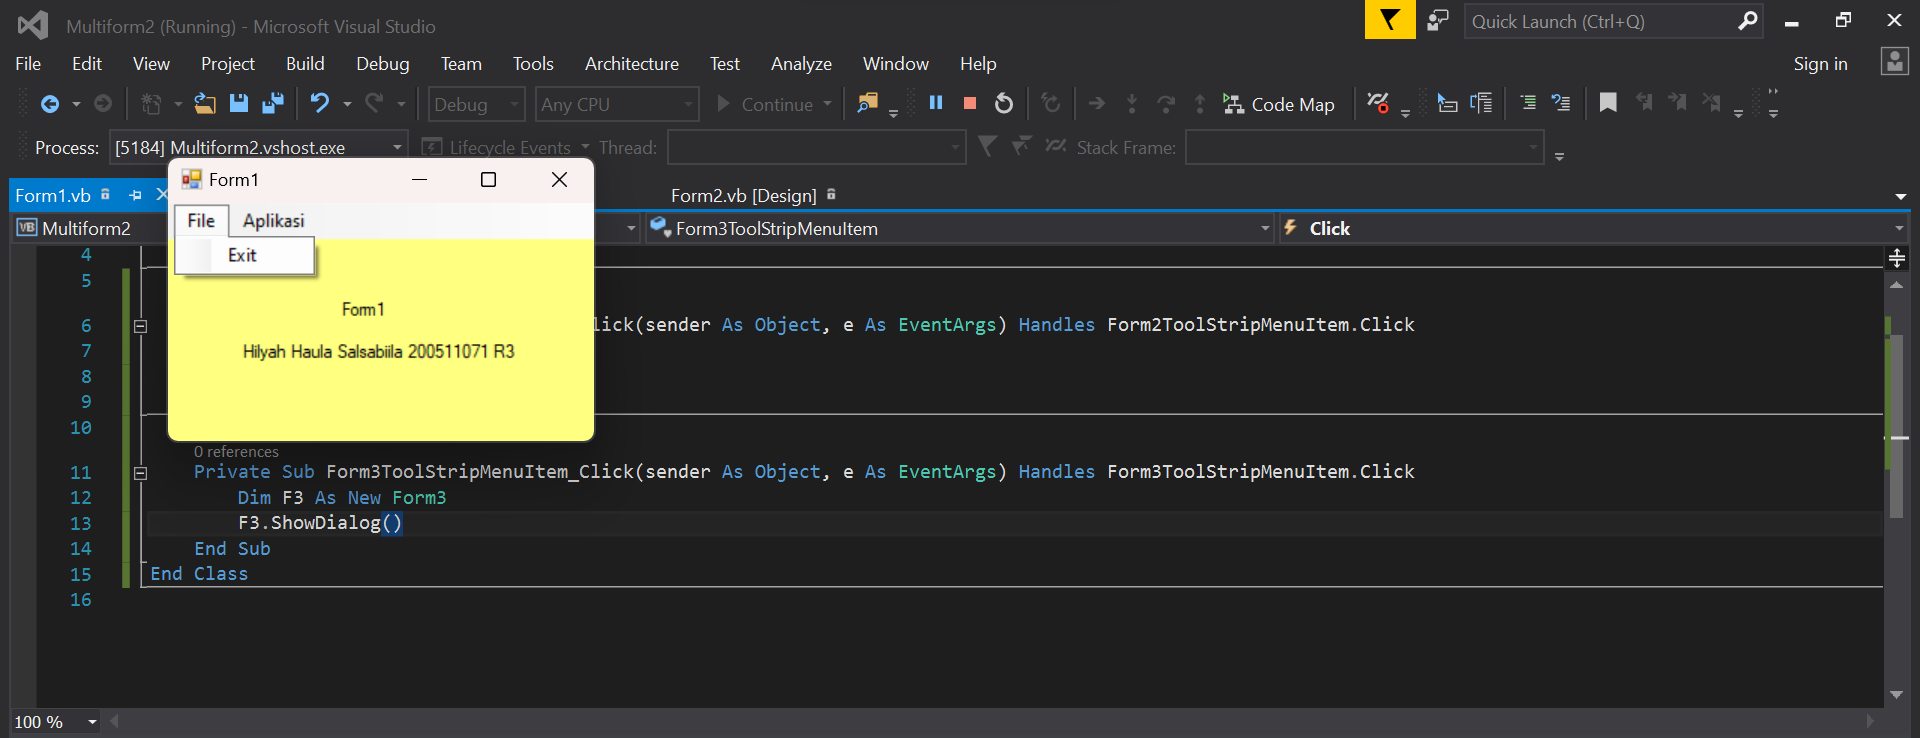 Multiform2 (Running) - Microsoft Visual Studio
Quick Launch (Ctrl+Q)
File Edit View Project Build Debug Team Tools Architecture Test Analyze Window Help
Sign in
Debug Any CPU Continue Code Map
Process: [5184] Multiform2.vshost.exe Lifecycle Events Thread: Stack Frame:
Form1.vb Form2.vb [Design]
VB Multiform2 Form3ToolStripMenuItem Click
Form1
File Aplikasi
Exit
Form1
Hilyah Haula Salsabiila 200511071 R3
4
5
6 lick(sender As Object, e As EventArgs) Handles Form2ToolStripMenuItem.Click
7
8
9
10
0 references
11 Private Sub Form3ToolStripMenuItem_Click(sender As Object, e As EventArgs) Handles Form3ToolStripMenuItem.Click
12 Dim F3 As New Form3
13 F3.ShowDialog()
14 End Sub
15 End Class
16
100 %